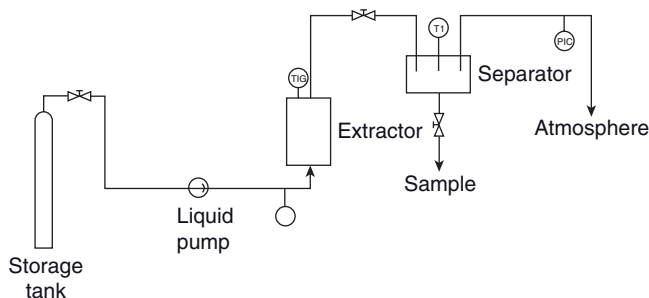 T1
PIC
TIG
Separator
Extractor
Atmosphere
Sample
Liquid
pump
Storage
tank